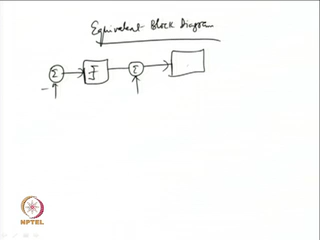 Equivalent Block Diagram
Σ ∫ Σ
−
NPTEL